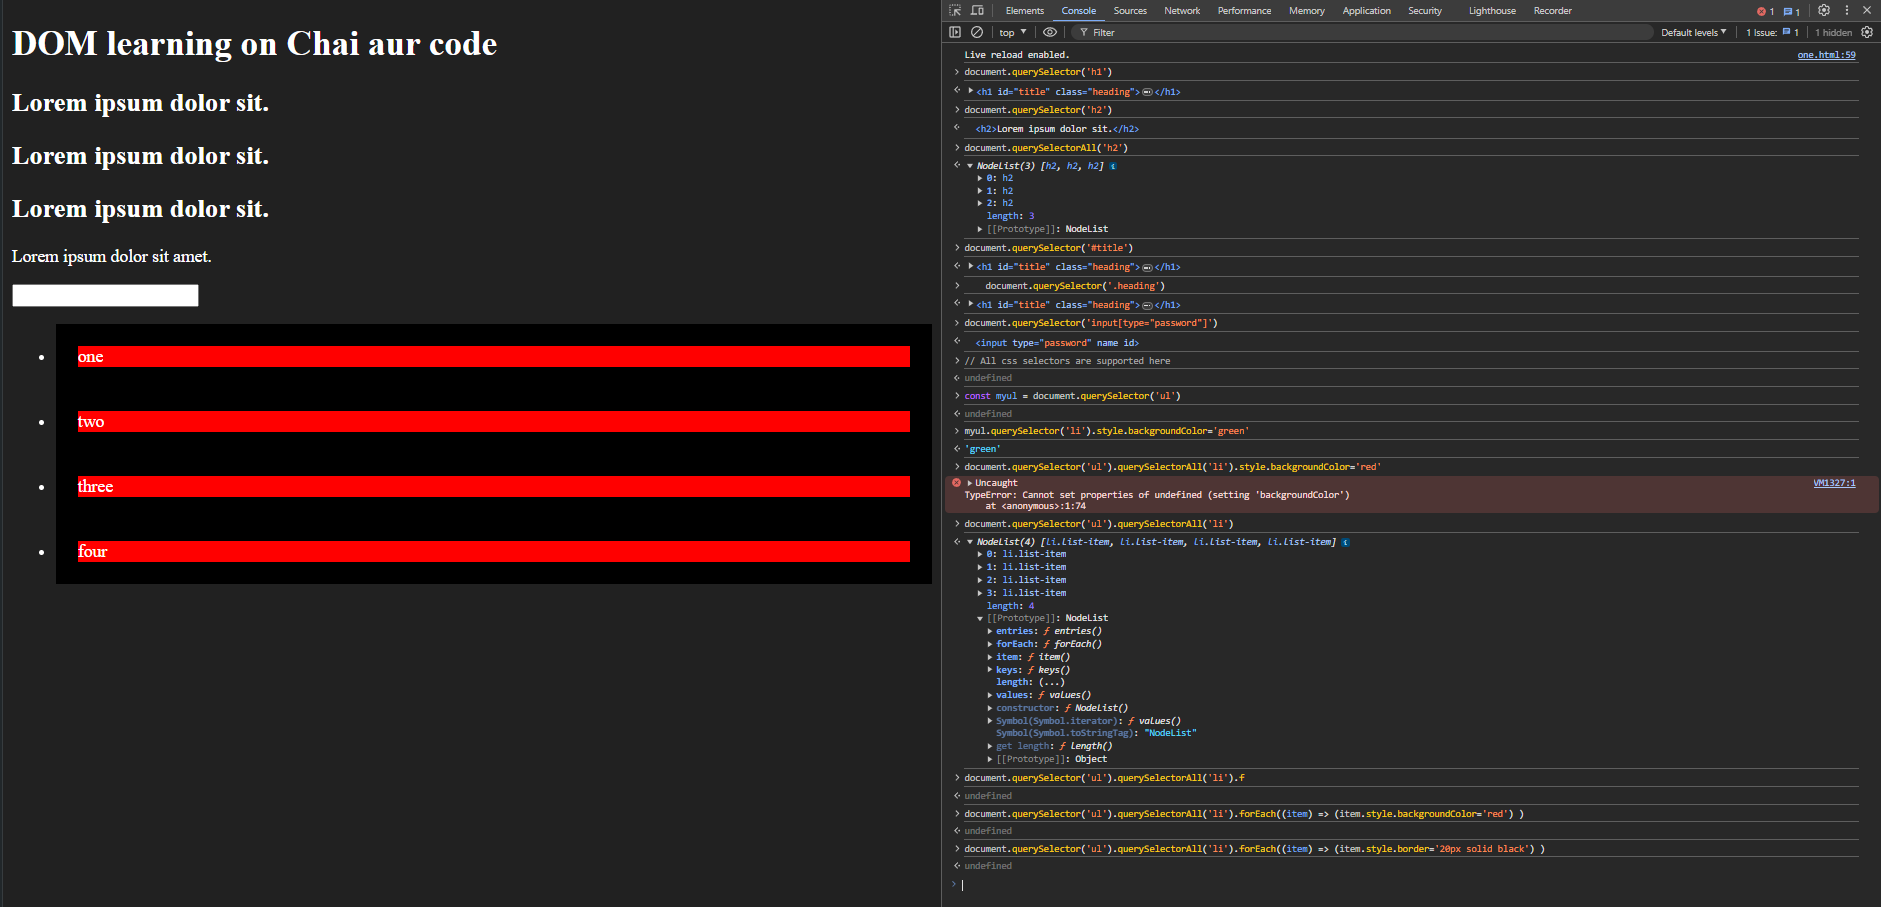 DOM learning on Chai aur code
Lorem ipsum dolor sit.
Lorem ipsum dolor sit.
Lorem ipsum dolor sit.
Lorem ipsum dolor sit amet.
one
two
three
four
Elements Console Sources Network Performance Memory Application Security Lighthouse Recorder 1 1
top Filter Default levels 1 Issue: 1 1 hidden
Live reload enabled. one.html:59
document.querySelector('h1')
<h1 id="title" class="heading"></h1>
document.querySelector('h2')
<h2>Lorem ipsum dolor sit.</h2>
document.querySelectorAll('h2')
NodeList(3) [h2, h2, h2]
0: h2
1: h2
2: h2
length: 3
[[Prototype]]: NodeList
document.querySelector('#title')
<h1 id="title" class="heading"></h1>
document.querySelector('.heading')
<h1 id="title" class="heading"></h1>
document.querySelector('input[type="password"]')
<input type="password" name id>
// All css selectors are supported here
undefined
const myul = document.querySelector('ul')
undefined
myul.querySelector('li').style.backgroundColor='green'
'green'
document.querySelector('ul').querySelectorAll('li').style.backgroundColor='red'
Uncaught VM1327:1
TypeError: Cannot set properties of undefined (setting 'backgroundColor')
at <anonymous>:1:74
document.querySelector('ul').querySelectorAll('li')
NodeList(4) [li.list-item, li.list-item, li.list-item, li.list-item]
0: li.list-item
1: li.list-item
2: li.list-item
3: li.list-item
length: 4
[[Prototype]]: NodeList
entries: ƒ entries()
forEach: ƒ forEach()
item: ƒ item()
keys: ƒ keys()
length: (...)
values: ƒ values()
constructor: ƒ NodeList()
Symbol(Symbol.iterator): ƒ values()
Symbol(Symbol.toStringTag): "NodeList"
get length: ƒ length()
[[Prototype]]: Object
document.querySelector('ul').querySelectorAll('li').f
undefined
document.querySelector('ul').querySelectorAll('li').forEach((item) => (item.style.backgroundColor='red') )
undefined
document.querySelector('ul').querySelectorAll('li').forEach((item) => (item.style.border='20px solid black') )
undefined